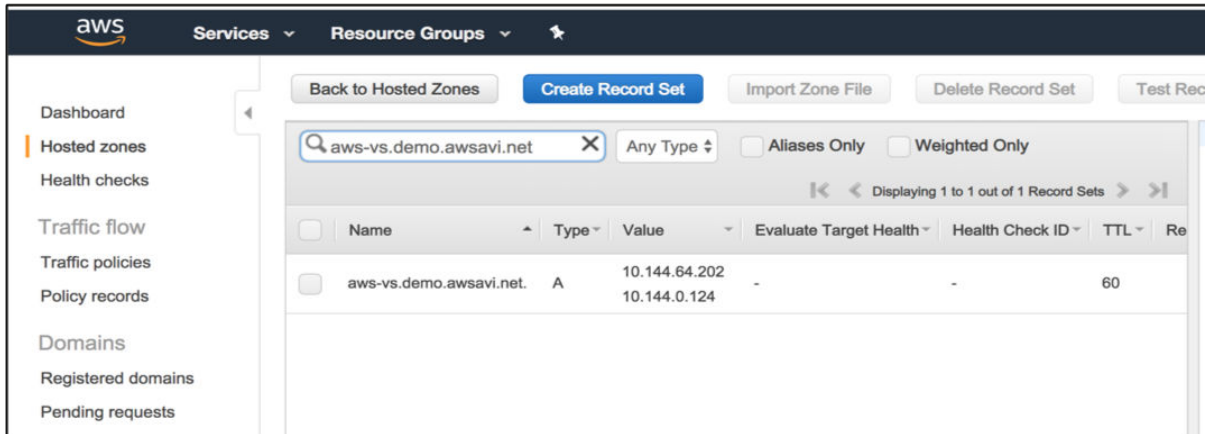 aws
Services
Resource Groups
Dashboard
Hosted zones
Health checks
Traffic flow
Traffic policies
Policy records
Domains
Registered domains
Pending requests
Back to Hosted Zones
Create Record Set
Import Zone File
Delete Record Set
Test Rec
aws-vs.demo.awsavi.net
Any Type
Aliases Only
Weighted Only
Displaying 1 to 1 out of 1 Record Sets
Name Type Value Evaluate Target Health Health Check ID TTL Re
aws-vs.demo.awsavi.net. A 10.144.64.202 - - 60
10.144.0.124